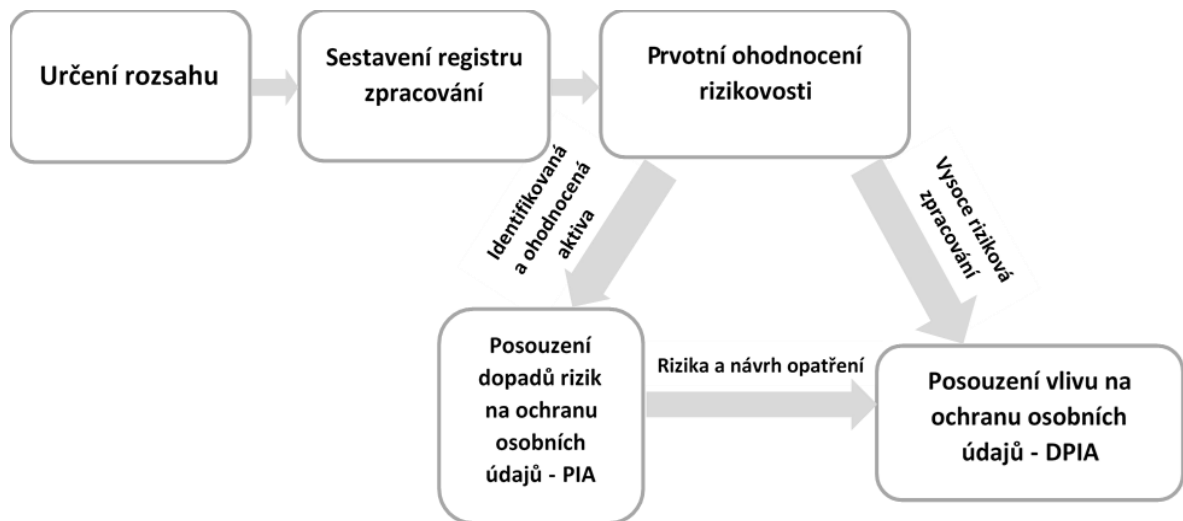 Určení rozsahu
Sestavení registru
zpracování
Prvotní ohodnocení
rizikovosti
Identifikovaná
a ohodnocená
aktiva
Vysoce riziková
zpracování
Posouzení
dopadů rizik
na ochranu
osobních
údajů - PIA
Rizika a návrh opatření
Posouzení vlivu na
ochranu osobních
údajů - DPIA